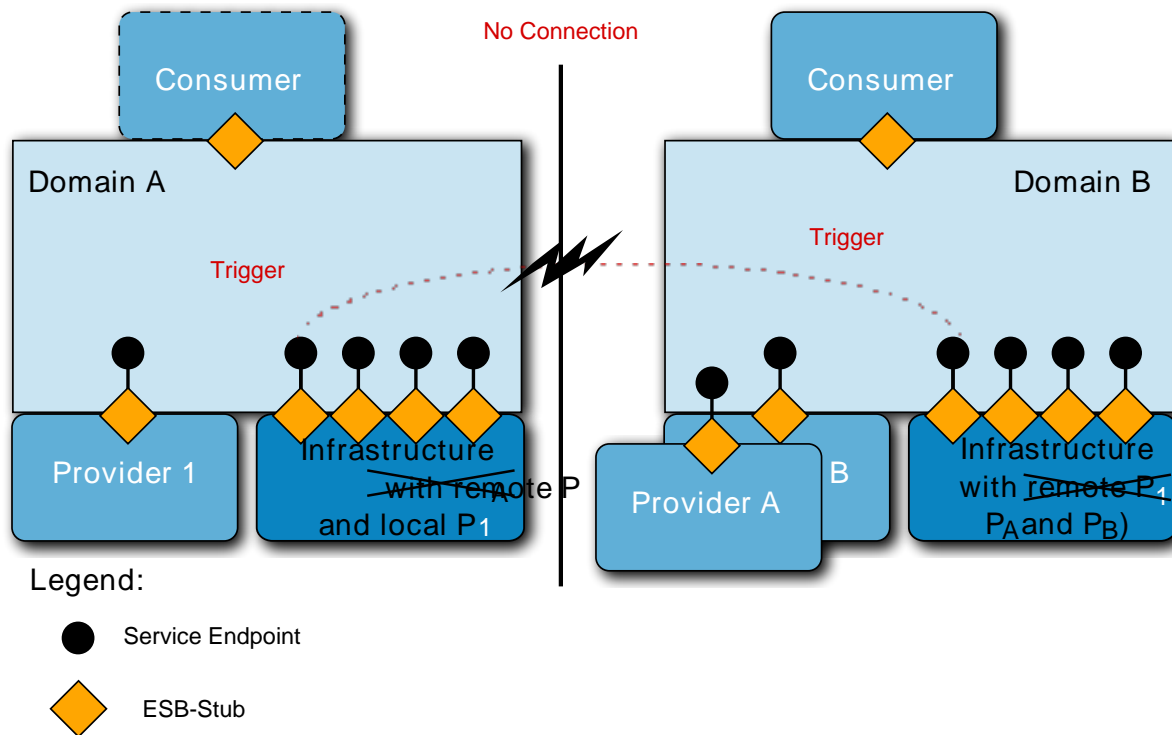 No Connection
Consumer
Consumer
Domain A
Domain B
Trigger
Trigger
Provider 1
Infrastructure
with remote PA
and local P1
Provider A
B
Infrastructure
with remote P1
PA and PB)
Legend:
Service Endpoint
ESB-Stub